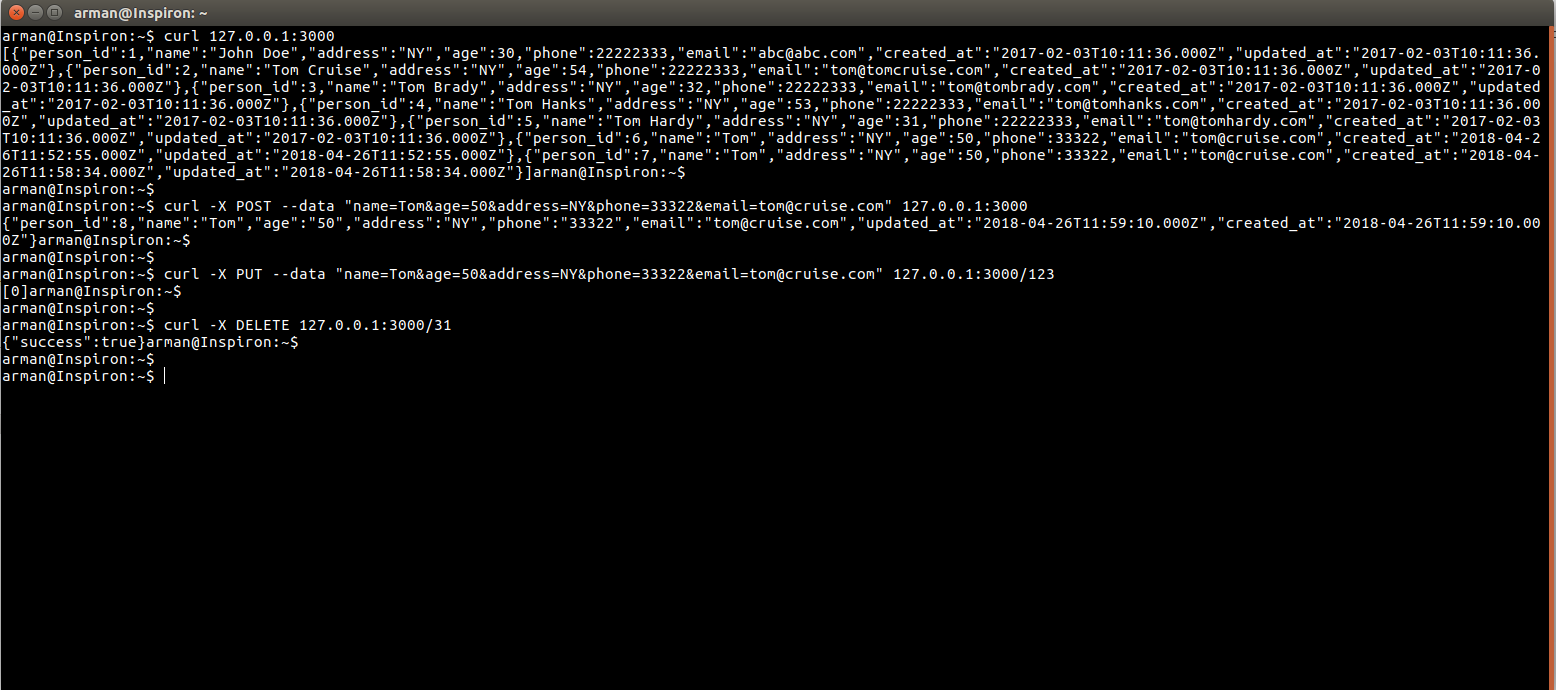 arman@Inspiron: ~
arman@Inspiron:~$ curl 127.0.0.1:3000
[{"person_id":1,"name":"John Doe","address":"NY","age":30,"phone":22222333,"email":"abc@abc.com","created_at":"2017-02-03T10:11:36.000Z","updated_at":"2017-02-03T10:11:36.
000Z"},{"person_id":2,"name":"Tom Cruise","address":"NY","age":54,"phone":22222333,"email":"tom@tomcruise.com","created_at":"2017-02-03T10:11:36.000Z","updated_at":"2017-0
2-03T10:11:36.000Z"},{"person_id":3,"name":"Tom Brady","address":"NY","age":32,"phone":22222333,"email":"tom@tombrady.com","created_at":"2017-02-03T10:11:36.000Z","updated
_at":"2017-02-03T10:11:36.000Z"},{"person_id":4,"name":"Tom Hanks","address":"NY","age":53,"phone":22222333,"email":"tom@tomhanks.com","created_at":"2017-02-03T10:11:36.00
0Z","updated_at":"2017-02-03T10:11:36.000Z"},{"person_id":5,"name":"Tom Hardy","address":"NY","age":31,"phone":22222333,"email":"tom@tomhardy.com","created_at":"2017-02-03
T10:11:36.000Z","updated_at":"2017-02-03T10:11:36.000Z"},{"person_id":6,"name":"Tom","address":"NY","age":50,"phone":33322,"email":"tom@cruise.com","created_at":"2018-04-2
6T11:52:55.000Z","updated_at":"2018-04-26T11:52:55.000Z"},{"person_id":7,"name":"Tom","address":"NY","age":50,"phone":33322,"email":"tom@cruise.com","created_at":"2018-04-
26T11:58:34.000Z","updated_at":"2018-04-26T11:58:34.000Z"}]arman@Inspiron:~$
arman@Inspiron:~$
arman@Inspiron:~$ curl -X POST --data "name=Tom&age=50&address=NY&phone=33322&email=tom@cruise.com" 127.0.0.1:3000
{"person_id":8,"name":"Tom","age":"50","address":"NY","phone":"33322","email":"tom@cruise.com","updated_at":"2018-04-26T11:59:10.000Z","created_at":"2018-04-26T11:59:10.00
0Z"}arman@Inspiron:~$
arman@Inspiron:~$
arman@Inspiron:~$ curl -X PUT --data "name=Tom&age=50&address=NY&phone=33322&email=tom@cruise.com" 127.0.0.1:3000/123
[0]arman@Inspiron:~$
arman@Inspiron:~$
arman@Inspiron:~$ curl -X DELETE 127.0.0.1:3000/31
{"success":true}arman@Inspiron:~$
arman@Inspiron:~$
arman@Inspiron:~$